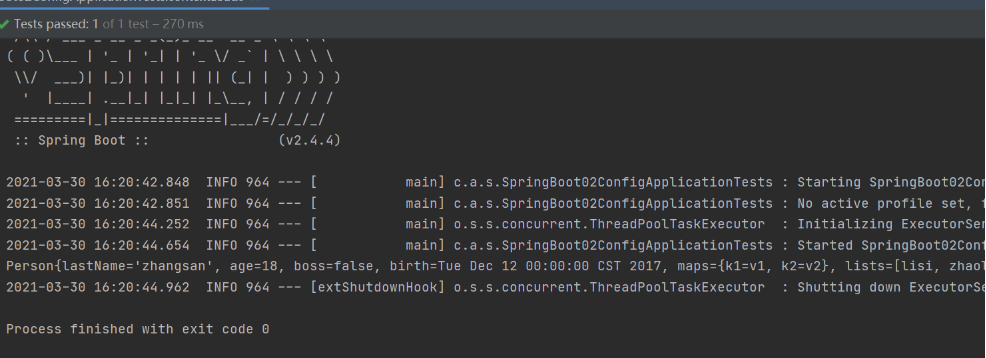 Tests passed: 1 of 1 test – 270 ms
( ( )\___ | '_ | '_| | '_ \/ _` | \ \ \ \
 \\/  ___)| |_)| | | | | || (_| |  ) ) ) )
  '  |____| .__|_| |_|_| |_\__, | / / / /
 =========|_|==============|___/=/_/_/_/
 :: Spring Boot ::                (v2.4.4)
2021-03-30 16:20:42.848  INFO 964 --- [           main] c.a.s.SpringBoot02ConfigApplicationTests : Starting SpringBoot02Con
2021-03-30 16:20:42.851  INFO 964 --- [           main] c.a.s.SpringBoot02ConfigApplicationTests : No active profile set, f
2021-03-30 16:20:44.252  INFO 964 --- [           main] o.s.s.concurrent.ThreadPoolTaskExecutor  : Initializing ExecutorSer
2021-03-30 16:20:44.654  INFO 964 --- [           main] c.a.s.SpringBoot02ConfigApplicationTests : Started SpringBoot02Conf
Person{lastName='zhangsan', age=18, boss=false, birth=Tue Dec 12 00:00:00 CST 2017, maps={k1=v1, k2=v2}, lists=[lisi, zhaol
2021-03-30 16:20:44.962  INFO 964 --- [extShutdownHook] o.s.s.concurrent.ThreadPoolTaskExecutor  : Shutting down ExecutorSe
Process finished with exit code 0